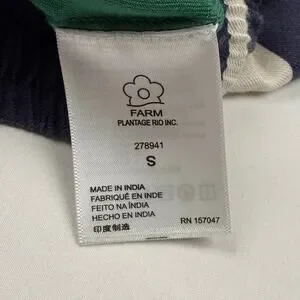 FARM
PLANTAGE RIO INC.
278941
S
MADE IN INDIA
FABRIQUÉ EN INDE
FEITO NA ÍNDIA
HECHO EN INDIA
印度制造
RN 157047